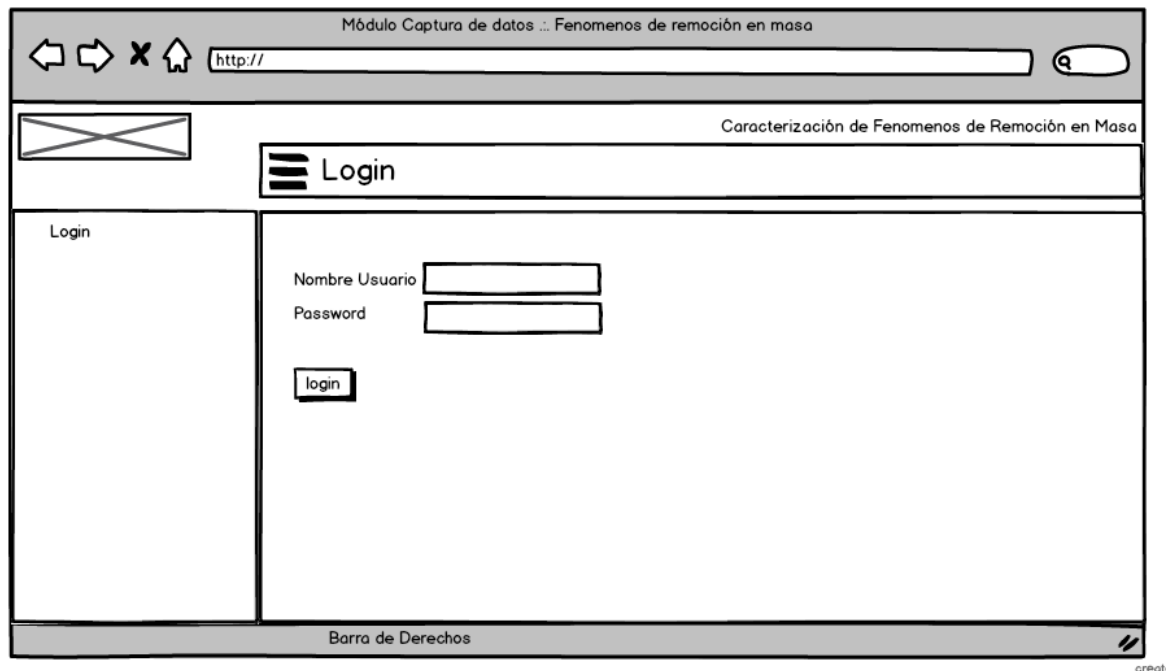 Módulo Captura de datos .:. Fenomenos de remoción en masa
http://
Caracterización de Fenomenos de Remoción en Masa
Login
Login
Nombre Usuario
Password
login
Barra de Derechos